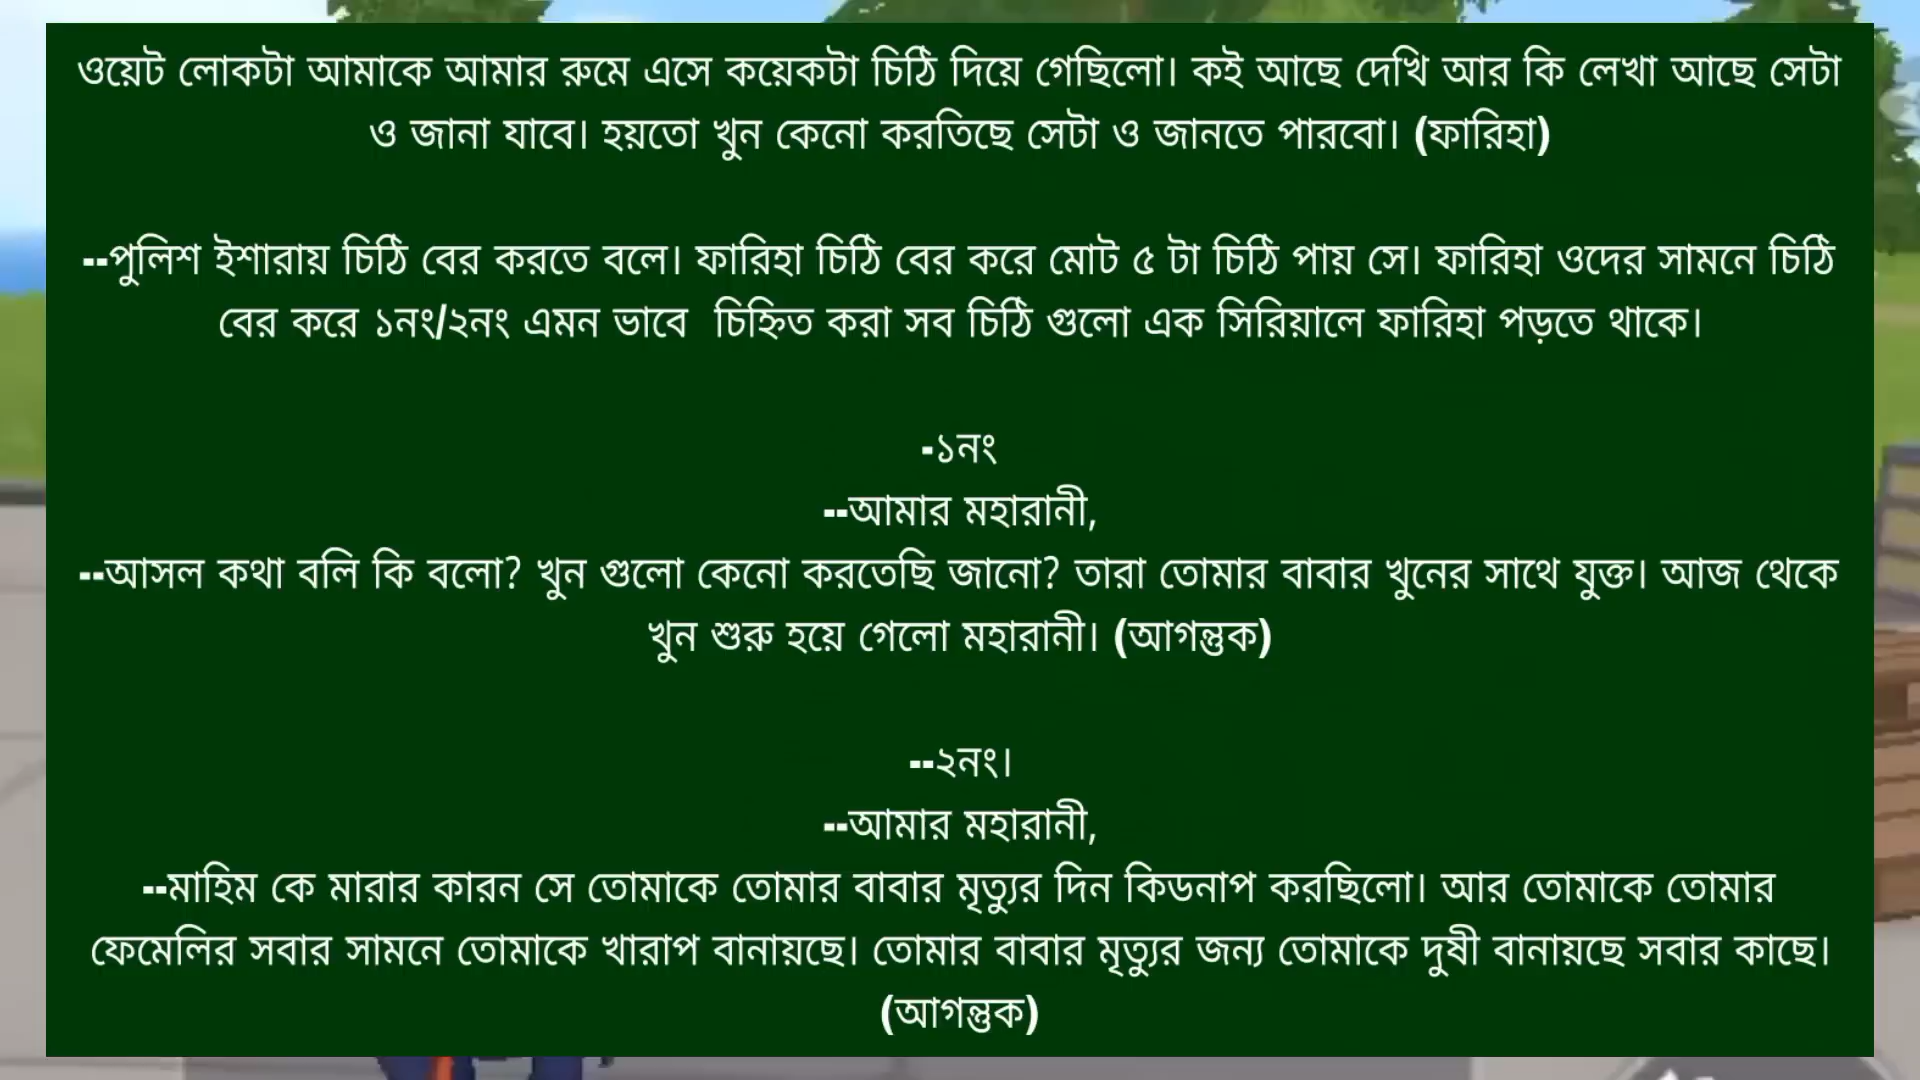 ওয়েট লোকটা আমাকে আমার রুমে এসে কয়েকটা চিঠি দিয়ে গেছিলো। কই আছে দেখি আর কি লেখা আছে সেটা
ও জানা যাবে। হয়তো খুন কেনো করতিছে সেটা ও জানতে পারবো। (ফারিহা)
--পুলিশ ইশারায় চিঠি বের করতে বলে। ফারিহা চিঠি বের করে মোট ৫ টা চিঠি পায় সে। ফারিহা ওদের সামনে চিঠি
বের করে ১নং/২নং এমন ভাবে  চিহ্নিত করা সব চিঠি গুলো এক সিরিয়ালে ফারিহা পড়তে থাকে।
-১নং
--আমার মহারানী,
--আসল কথা বলি কি বলো? খুন গুলো কেনো করতেছি জানো? তারা তোমার বাবার খুনের সাথে যুক্ত। আজ থেকে
খুন শুরু হয়ে গেলো মহারানী। (আগন্তুক)
--২নং।
--আমার মহারানী,
--মাহিম কে মারার কারন সে তোমাকে তোমার বাবার মৃত্যুর দিন কিডনাপ করছিলো। আর তোমাকে তোমার
ফেমেলির সবার সামনে তোমাকে খারাপ বানায়ছে। তোমার বাবার মৃত্যুর জন্য তোমাকে দুষী বানায়ছে সবার কাছে।
(আগন্তুক)